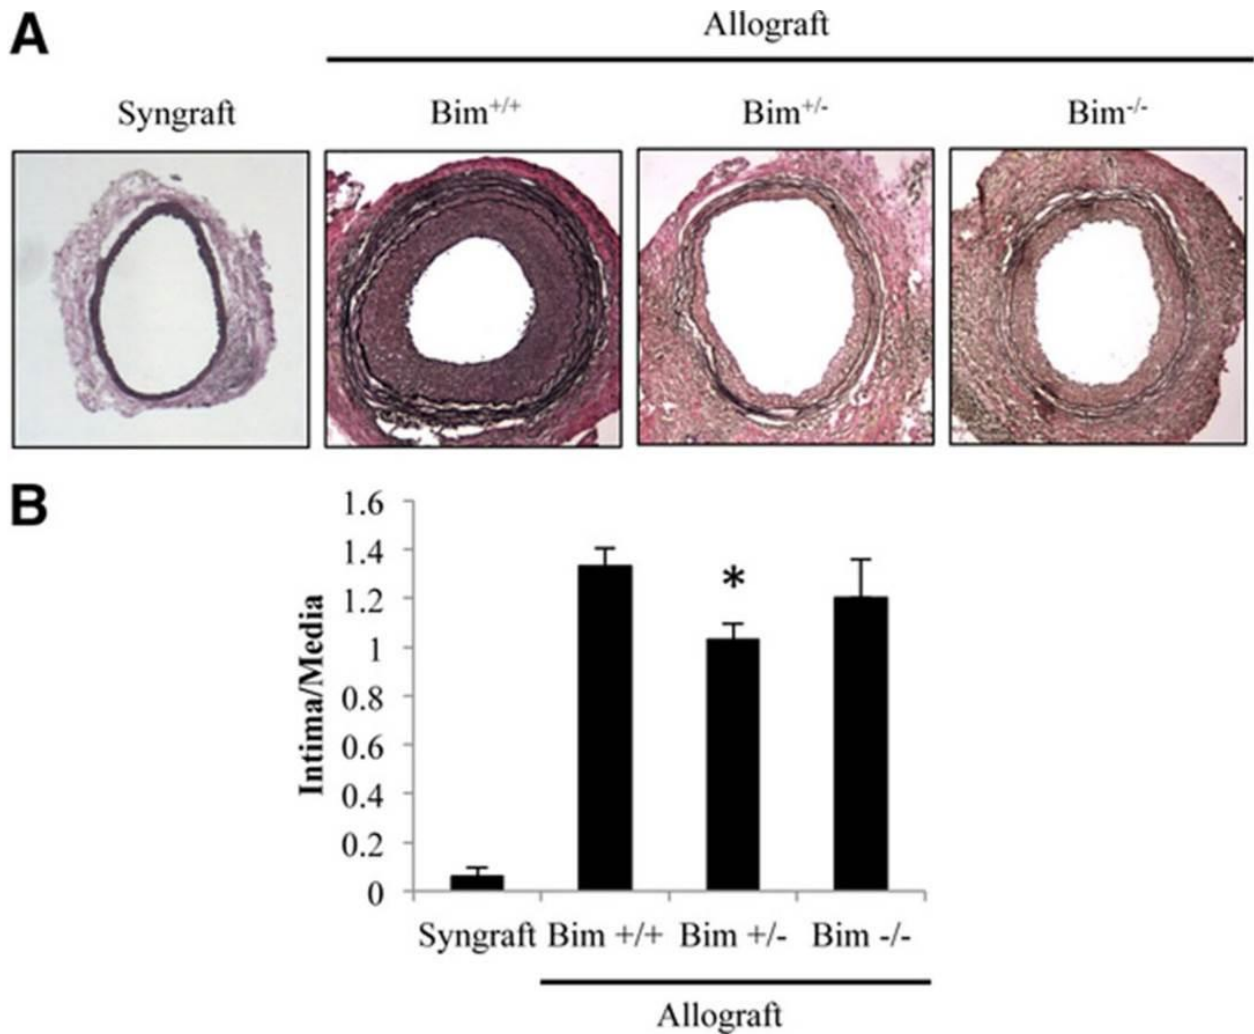 A
Allograft
Syngraft
Bim+/+
Bim+/-
Bim-/-
B
Intima/Media
1.6
1.4
1.2
1
0.8
0.6
0.4
0.2
0
*
Syngraft Bim +/+ Bim +/- Bim -/-
Allograft